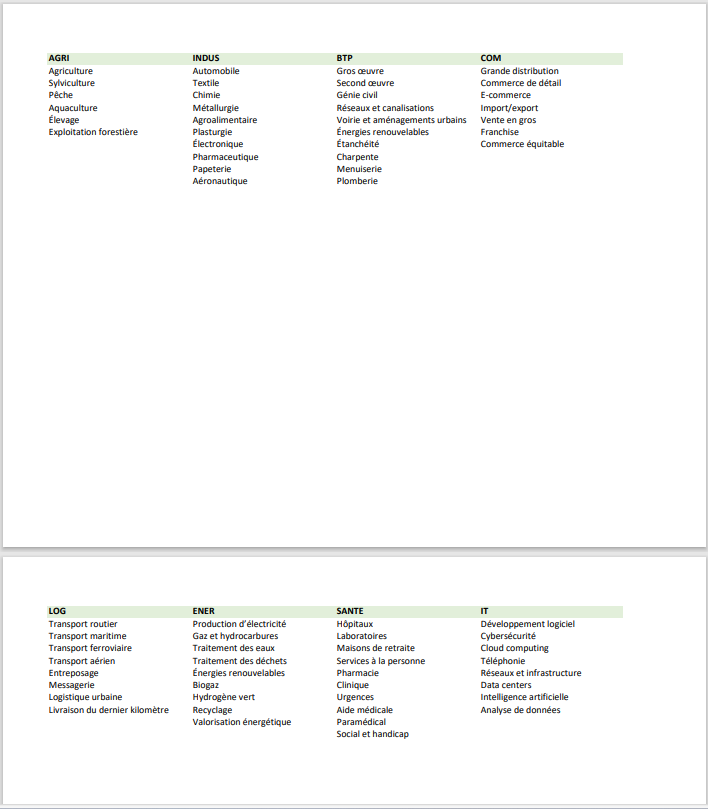 AGRI INDUS BTP COM
Agriculture Automobile Gros œuvre Grande distribution
Sylviculture Textile Second œuvre Commerce de détail
Pêche Chimie Génie civil E-commerce
Aquaculture Métallurgie Réseaux et canalisations Import/export
Élevage Agroalimentaire Voirie et aménagements urbains Vente en gros
Exploitation forestière Plasturgie Énergies renouvelables Franchise
Électronique Étanchéité Commerce équitable
Pharmaceutique Charpente
Papeterie Menuiserie
Aéronautique Plomberie
LOG ENER SANTE IT
Transport routier Production d'électricité Hôpitaux Développement logiciel
Transport maritime Gaz et hydrocarbures Laboratoires Cybersécurité
Transport ferroviaire Traitement des eaux Maisons de retraite Cloud computing
Transport aérien Traitement des déchets Services à la personne Téléphonie
Entreposage Énergies renouvelables Pharmacie Réseaux et infrastructure
Messagerie Biogaz Clinique Data centers
Logistique urbaine Hydrogène vert Urgences Intelligence artificielle
Livraison du dernier kilomètre Recyclage Aide médicale Analyse de données
Valorisation énergétique Paramédical
Social et handicap